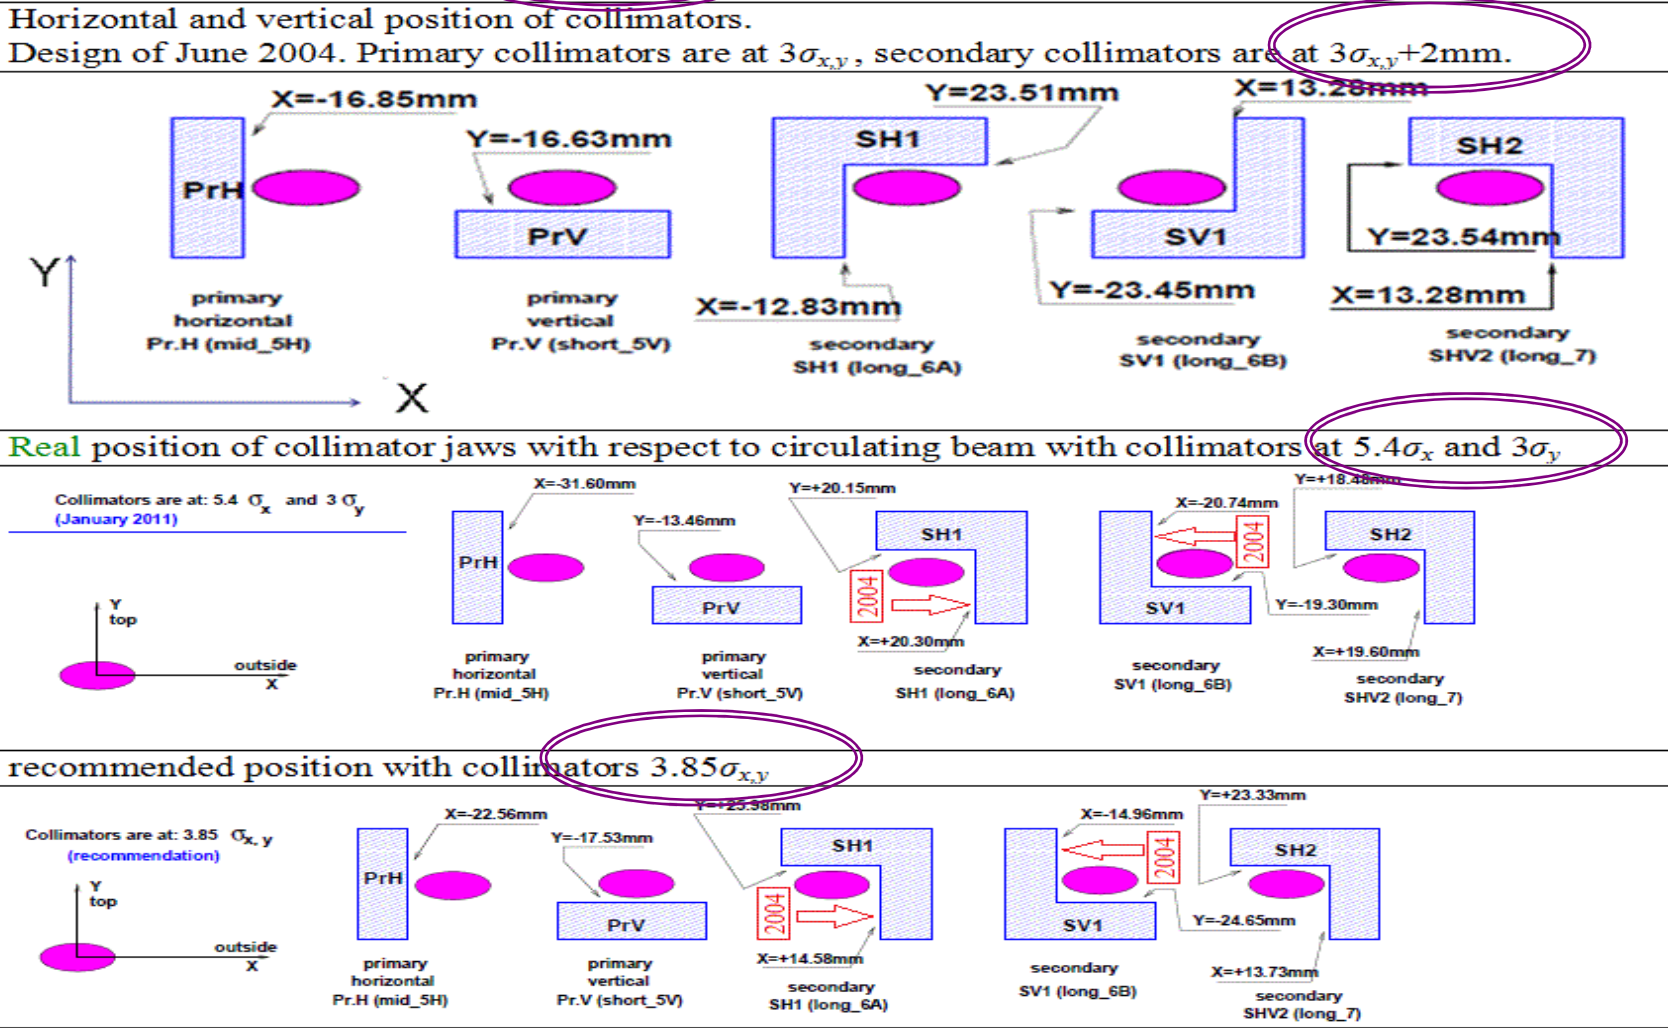 Horizontal and vertical position of collimators.
Design of June 2004. Primary collimators are at 3σx,y , secondary collimators are at 3σx,y+2mm.
X=-16.85mm
Y=-16.63mm
Y=23.51mm
X=13.28mm
PrH
PrV
SH1
SV1
SH2
Y=23.54mm
X=-12.83mm
Y=-23.45mm
X=13.28mm
Y
X
primary
horizontal
Pr.H (mid_5H)
primary
vertical
Pr.V (short_5V)
secondary
SH1 (long_6A)
secondary
SV1 (long_6B)
secondary
SHV2 (long_7)
Real position of collimator jaws with respect to circulating beam with collimators at 5.4σx and 3σy
Collimators are at: 5.4 σx and 3 σy
(January 2011)
X=-31.60mm
Y=-13.46mm
Y=+20.15mm
X=-20.74mm
Y=+18.48mm
PrH
PrV
SH1
2004
SV1
2004
SH2
X=+20.30mm
Y=-19.30mm
X=+19.60mm
Y
top
outside
X
primary
horizontal
Pr.H (mid_5H)
primary
vertical
Pr.V (short_5V)
secondary
SH1 (long_6A)
secondary
SV1 (long_6B)
secondary
SHV2 (long_7)
recommended position with collimators 3.85σx,y
Collimators are at: 3.85 σx, y
(recommendation)
X=-22.56mm
Y=-17.53mm
Y=+25.98mm
X=-14.96mm
Y=+23.33mm
PrH
PrV
SH1
2004
SV1
2004
SH2
X=+14.58mm
Y=-24.65mm
X=+13.73mm
Y
top
outside
X
primary
horizontal
Pr.H (mid_5H)
primary
vertical
Pr.V (short_5V)
secondary
SH1 (long_6A)
secondary
SV1 (long_6B)
secondary
SHV2 (long_7)